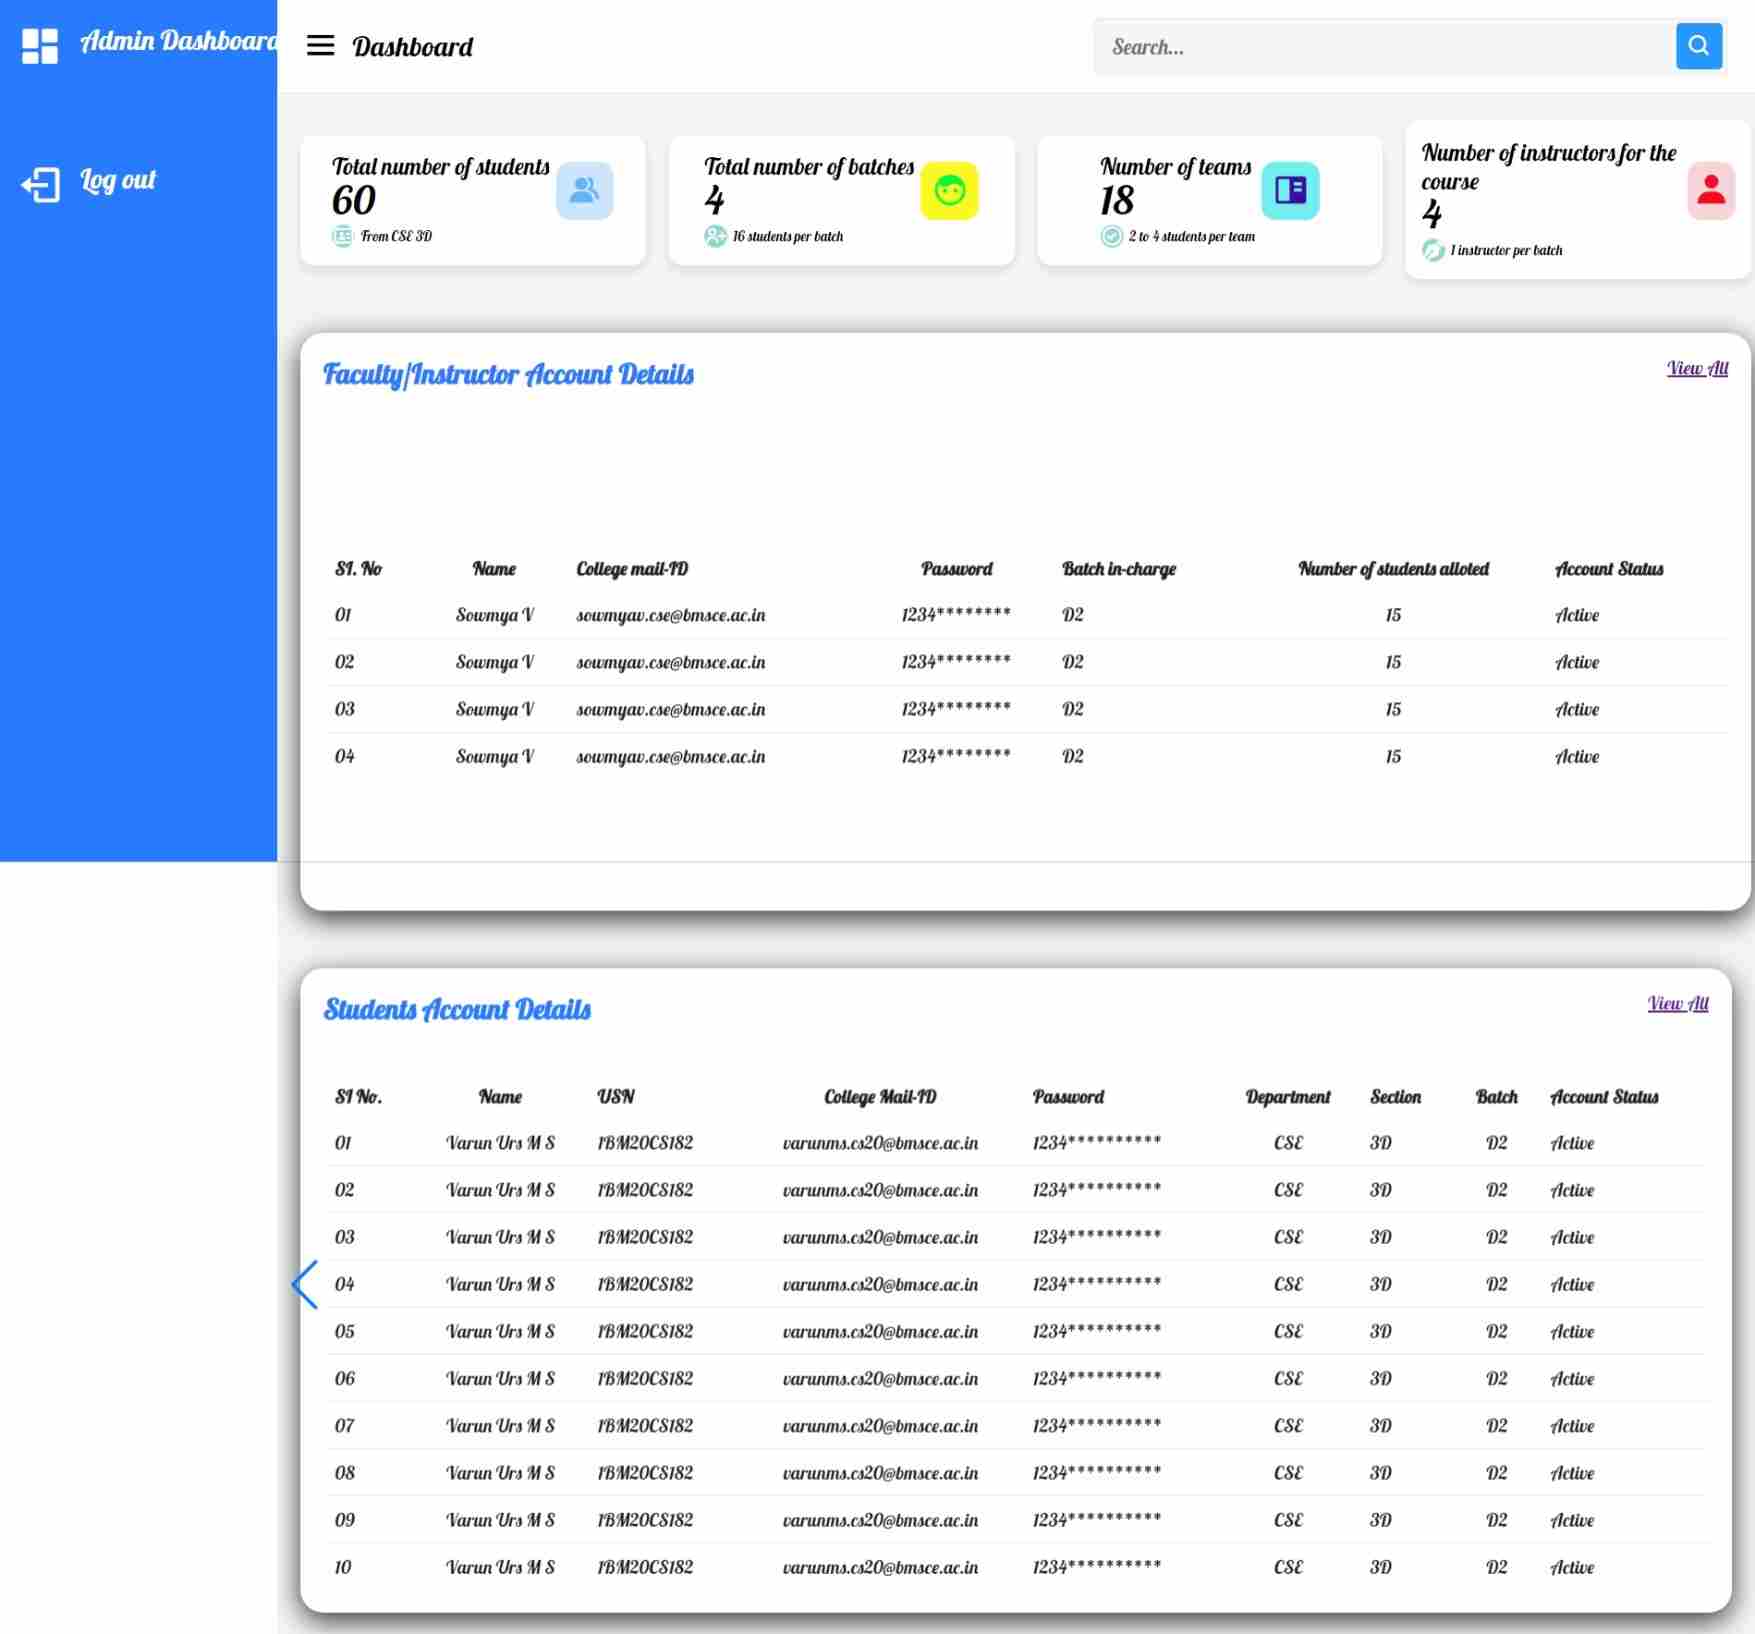 Admin Dashboard
Log out
Dashboard
Search...
Total number of students
60
From CSE 3D
Total number of batches
4
16 students per batch
Number of teams
18
2 to 4 students per team
Number of instructors for the
course
4
1 instructor per batch
Faculty/Instructor Account Details
View All
SI. No Name College mail-ID Password Batch in-charge Number of students alloted Account Status
01 Sowmya V sowmyav.cse@bmsce.ac.in 1234******** D2 15 Active
02 Sowmya V sowmyav.cse@bmsce.ac.in 1234******** D2 15 Active
03 Sowmya V sowmyav.cse@bmsce.ac.in 1234******** D2 15 Active
04 Sowmya V sowmyav.cse@bmsce.ac.in 1234******** D2 15 Active
Students Account Details
View All
SI No. Name USN College Mail-ID Password Department Section Batch Account Status
01 Varun Urs M S 1BM20CS182 varunms.cs20@bmsce.ac.in 1234********** CSE 3D D2 Active
02 Varun Urs M S 1BM20CS182 varunms.cs20@bmsce.ac.in 1234********** CSE 3D D2 Active
03 Varun Urs M S 1BM20CS182 varunms.cs20@bmsce.ac.in 1234********** CSE 3D D2 Active
04 Varun Urs M S 1BM20CS182 varunms.cs20@bmsce.ac.in 1234********** CSE 3D D2 Active
05 Varun Urs M S 1BM20CS182 varunms.cs20@bmsce.ac.in 1234********** CSE 3D D2 Active
06 Varun Urs M S 1BM20CS182 varunms.cs20@bmsce.ac.in 1234********** CSE 3D D2 Active
07 Varun Urs M S 1BM20CS182 varunms.cs20@bmsce.ac.in 1234********** CSE 3D D2 Active
08 Varun Urs M S 1BM20CS182 varunms.cs20@bmsce.ac.in 1234********** CSE 3D D2 Active
09 Varun Urs M S 1BM20CS182 varunms.cs20@bmsce.ac.in 1234********** CSE 3D D2 Active
10 Varun Urs M S 1BM20CS182 varunms.cs20@bmsce.ac.in 1234********** CSE 3D D2 Active